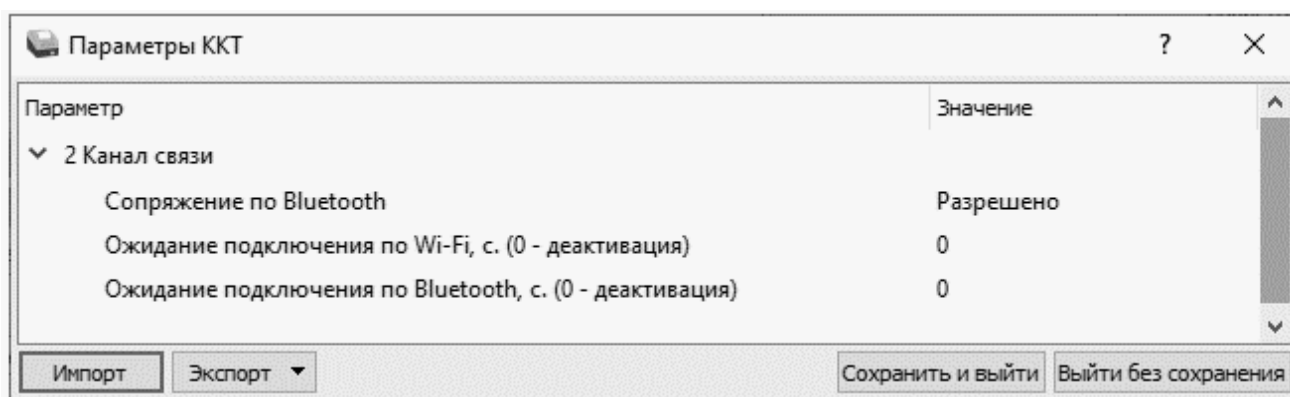 Параметры ККТ ?
Параметр Значение
2 Канал связи
Сопряжение по Bluetooth Разрешено
Ожидание подключения по Wi-Fi, с. (0 - деактивация) 0
Ожидание подключения по Bluetooth, с. (0 - деактивация) 0
Импорт Экспорт Сохранить и выйти Выйти без сохранения